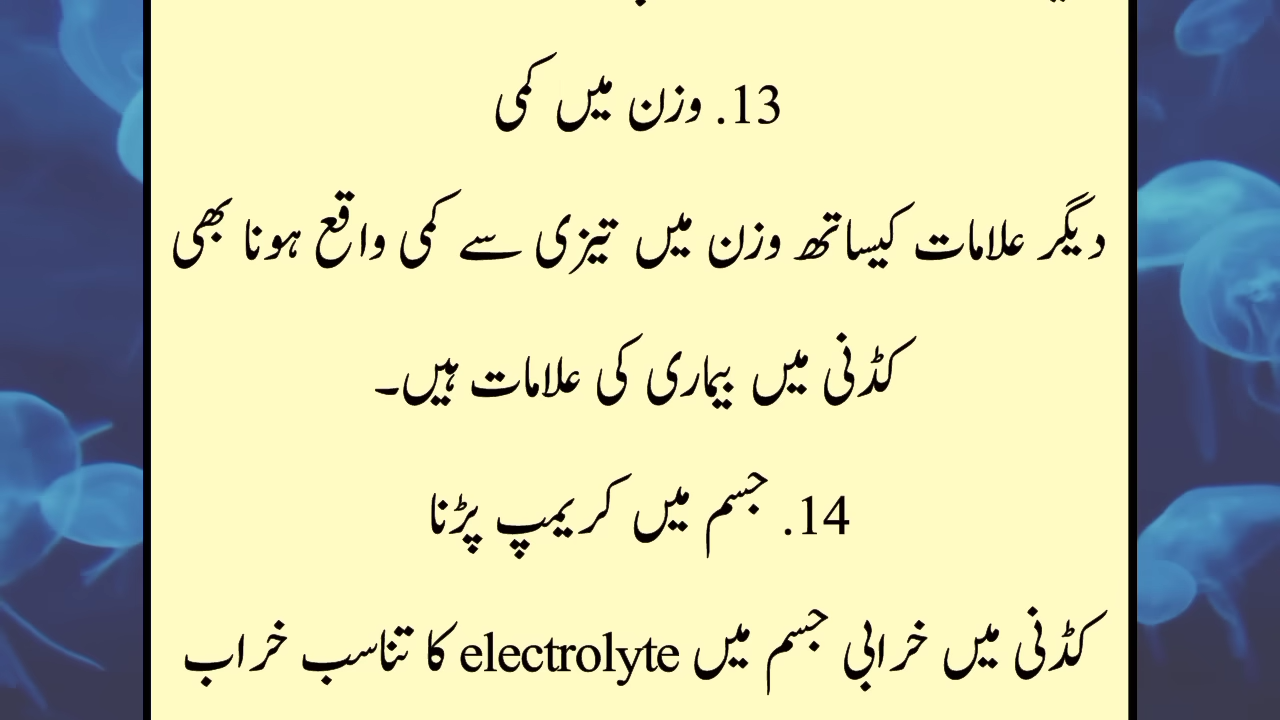 13. وزن میں کمی
دیگر علامات کیساتھ وزن میں تیزی سے کمی واقع ہونا بھی
کڈنی میں بیماری کی علامات ہیں۔
14. جسم میں کریمپ پڑنا
کڈنی میں خرابی جسم میں electrolyte کا تناسب خراب